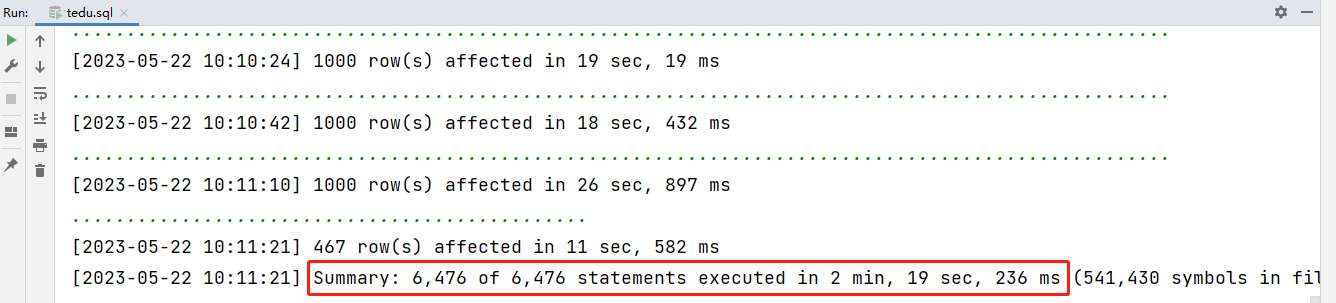 Run: tedu.sql
[2023-05-22 10:10:24] 1000 row(s) affected in 19 sec, 19 ms
[2023-05-22 10:10:42] 1000 row(s) affected in 18 sec, 432 ms
[2023-05-22 10:11:10] 1000 row(s) affected in 26 sec, 897 ms
[2023-05-22 10:11:21] 467 row(s) affected in 11 sec, 582 ms
[2023-05-22 10:11:21] Summary: 6,476 of 6,476 statements executed in 2 min, 19 sec, 236 ms (541,430 symbols in fil